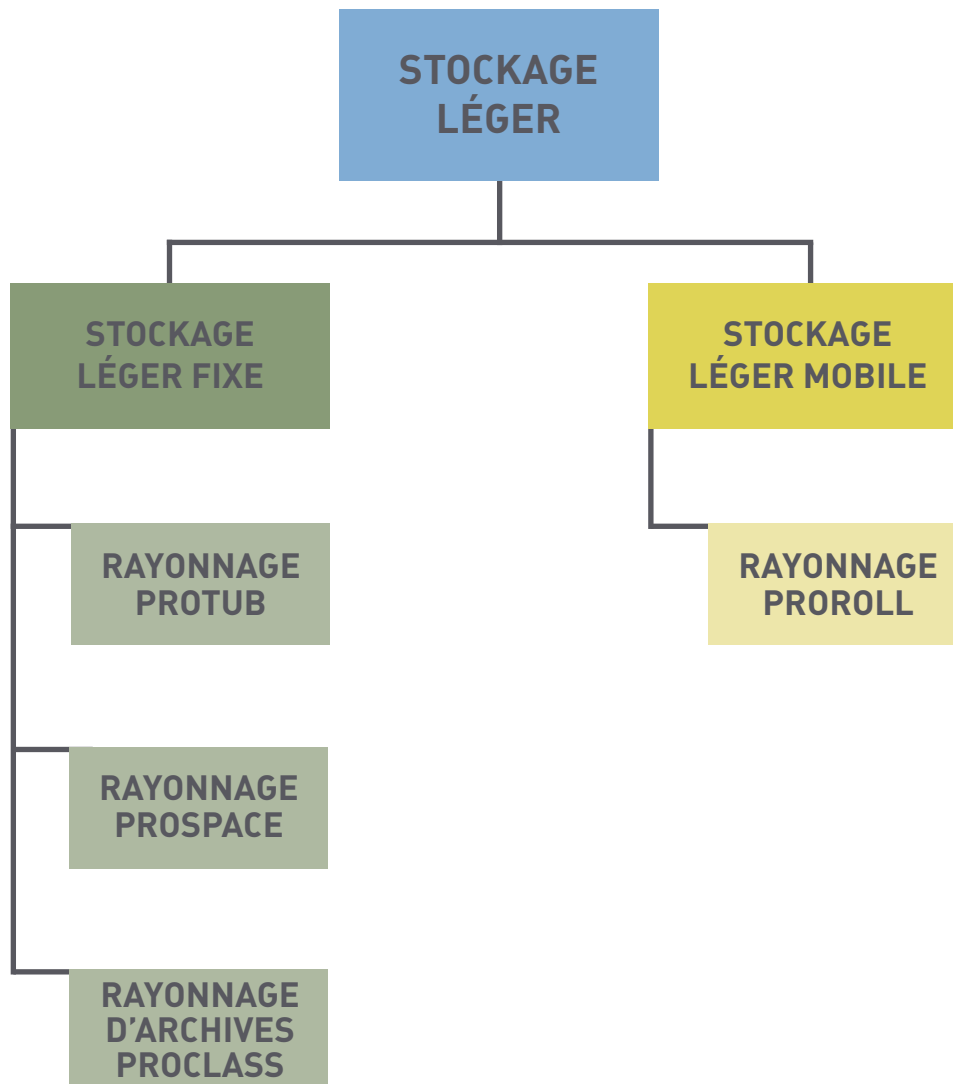 STOCKAGE
LÉGER
STOCKAGE
LÉGER FIXE
STOCKAGE
LÉGER MOBILE
RAYONNAGE
PROTUB
RAYONNAGE
PROROLL
RAYONNAGE
PROSPACE
RAYONNAGE
D’ARCHIVES
PROCLASS